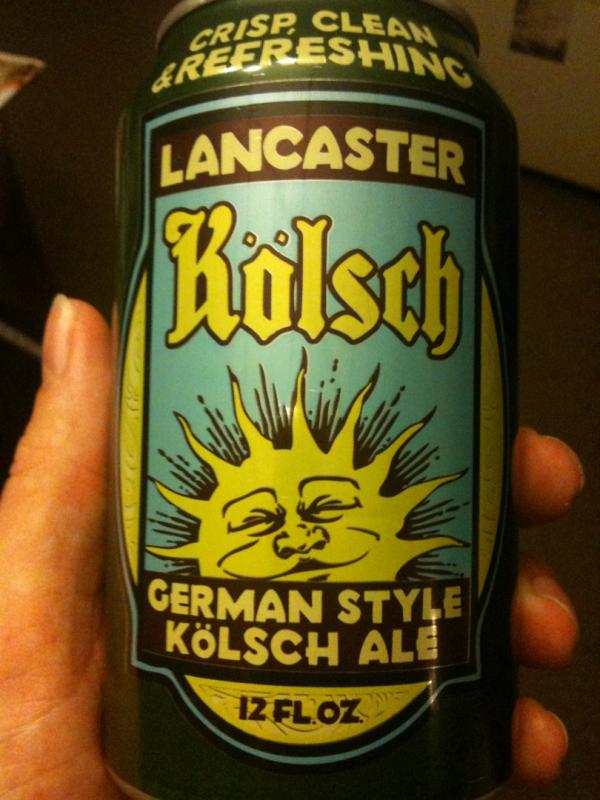 CRISP, CLEAN
& REFRESHING
LANCASTER
Kölsch
GERMAN STYLE
KÖLSCH ALE
12 FL. OZ.